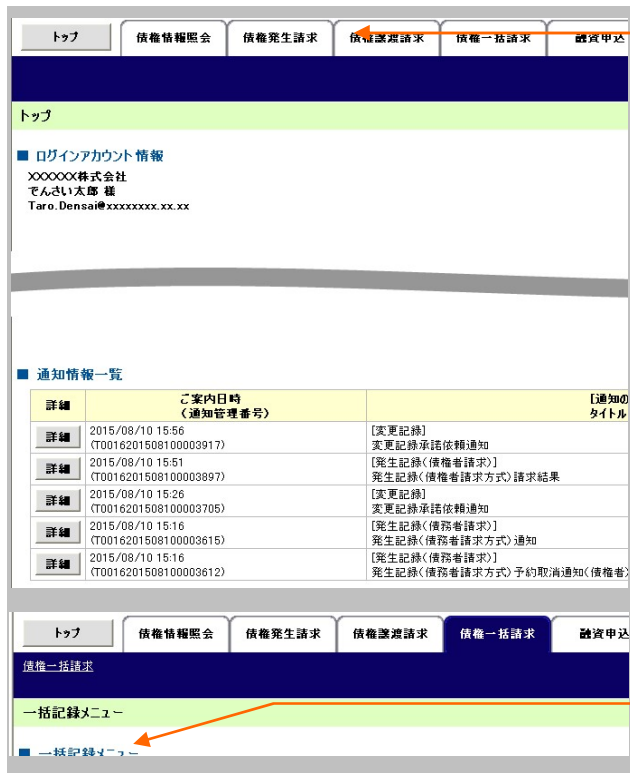 トップ 債権情報照会 債権発生請求 債権譲渡請求 債権一括請求 融資申込
トップ
■ ログインアカウント情報
XXXXXX株式会社
でんさい太郎 様
Taro.Densai@xxxxxxxx.xx.xx
■ 通知情報一覧
詳細 ご案内日時 [通知の
(通知管理番号) タイトル
詳細 2015/08/10 15:56 [変更記録]
(T0016201508100003917) 変更記録承諾依頼通知
詳細 2015/08/10 15:51 [発生記録(債権者請求)]
(T0016201508100003897) 発生記録(債権者請求方式)請求結果
詳細 2015/08/10 15:26 [変更記録]
(T0016201508100003705) 変更記録承諾依頼通知
詳細 2015/08/10 15:16 [発生記録(債務者請求)]
(T0016201508100003615) 発生記録(債務者請求方式)通知
詳細 2015/08/10 15:16 [発生記録(債務者請求)]
(T0016201508100003612) 発生記録(債務者請求方式)予約取消通知(債権者)
トップ 債権情報照会 債権発生請求 債権譲渡請求 債権一括請求 融資申込
債権一括請求
一括記録メニュー
■ 一括記録メニュー